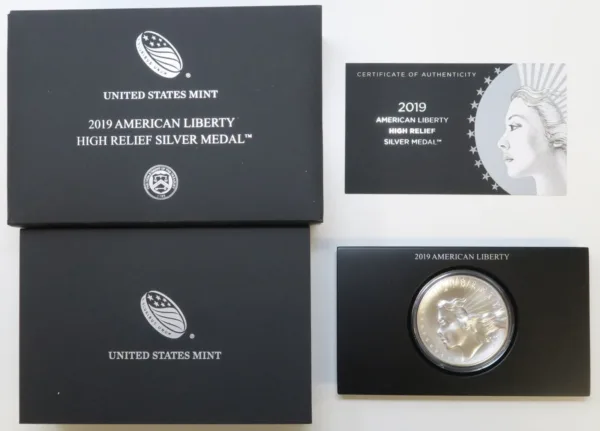 UNITED STATES MINT
2019 AMERICAN LIBERTY
HIGH RELIEF SILVER MEDAL™
CERTIFICATE OF AUTHENTICITY
2019
AMERICAN LIBERTY
HIGH RELIEF
SILVER MEDAL™
®
UNITED STATES MINT
2019 AMERICAN LIBERTY